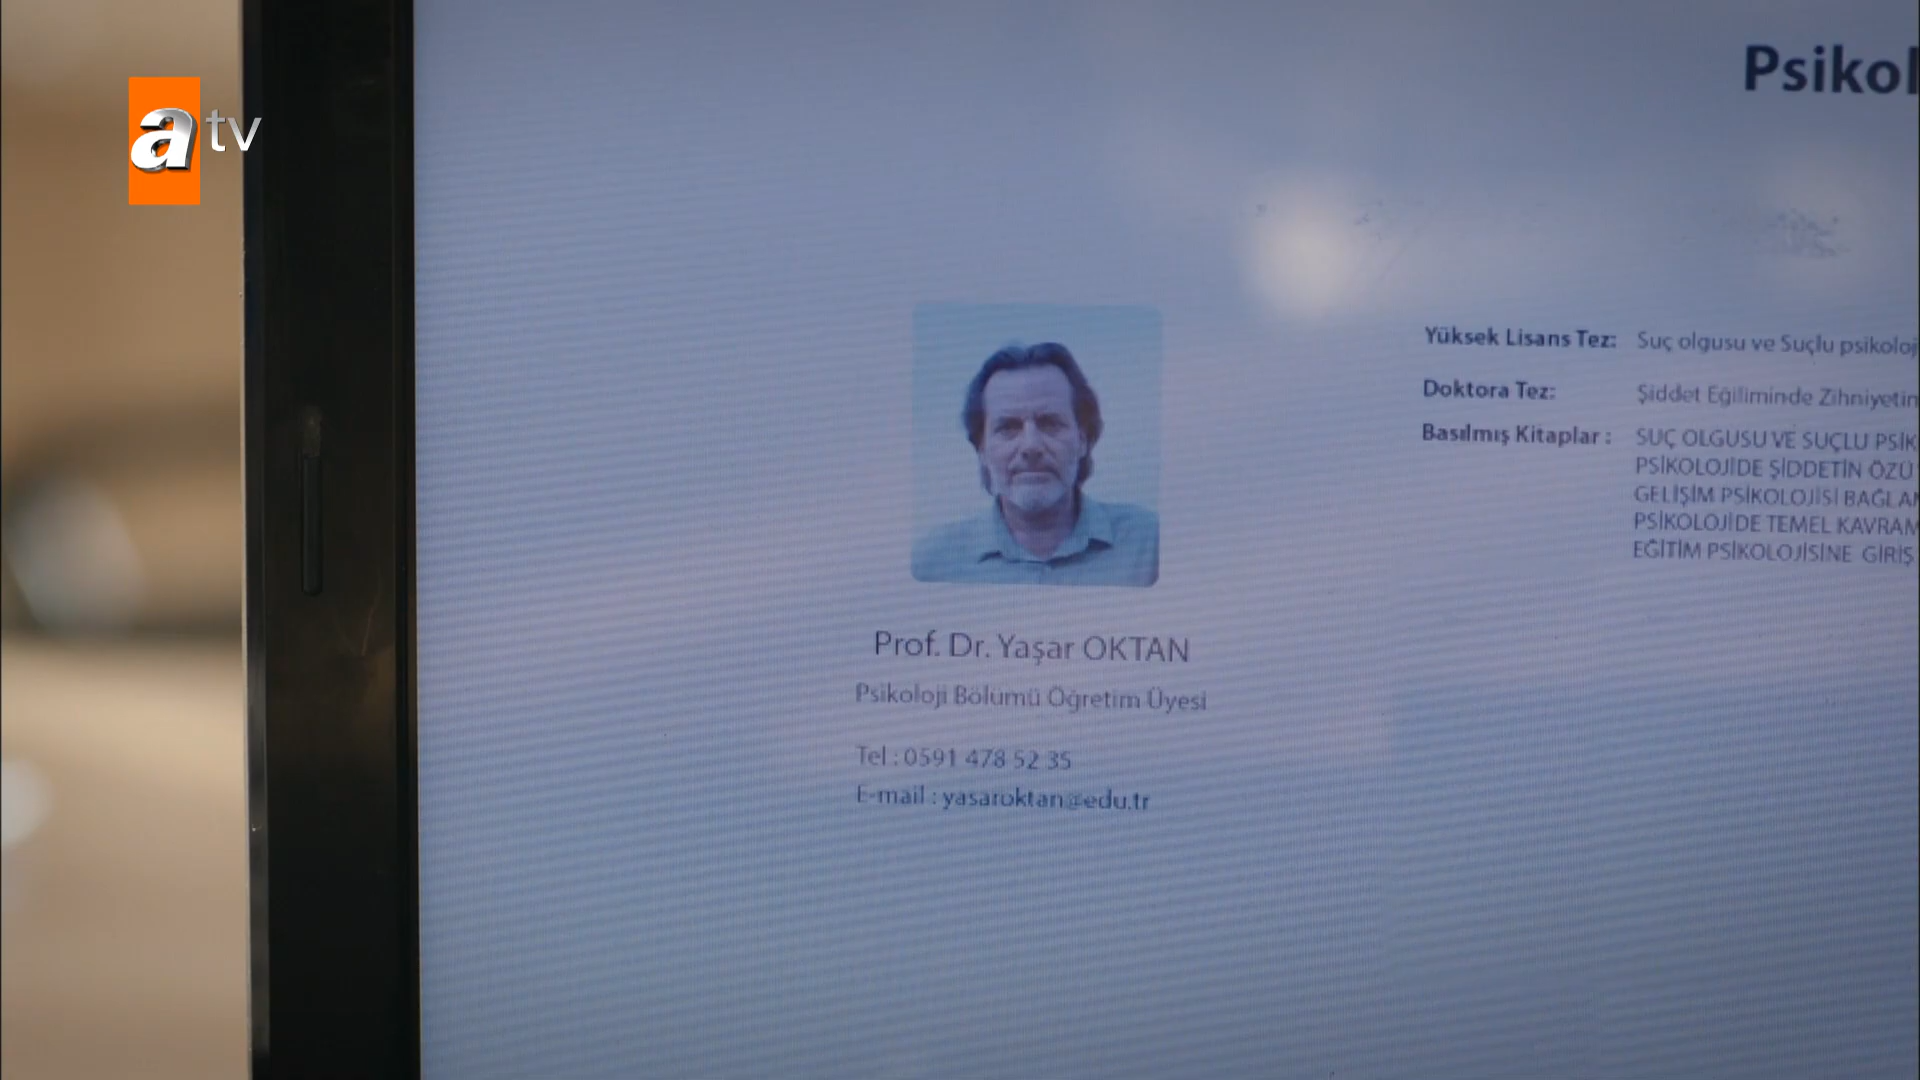 atv
Psikol
Yüksek Lisans Tez: Suç olgusu ve Suçlu psikoloj
Doktora Tez: Şiddet Eğiliminde Zihniyetin
Basılmış Kitaplar : SUÇ OLGUSU VE SUÇLU PSİK
PSİKOLOJİDE ŞİDDETİN ÖZÜ
GELİŞİM PSİKOLOJİSİ BAĞLAM
PSİKOLOJİDE TEMEL KAVRAM
EĞİTİM PSİKOLOJİSİNE GİRİŞ
Prof. Dr. Yaşar OKTAN
Psikoloji Bölümü Öğretim Üyesi
Tel : 0591 478 52 35
E-mail : yasaroktan@edu.tr